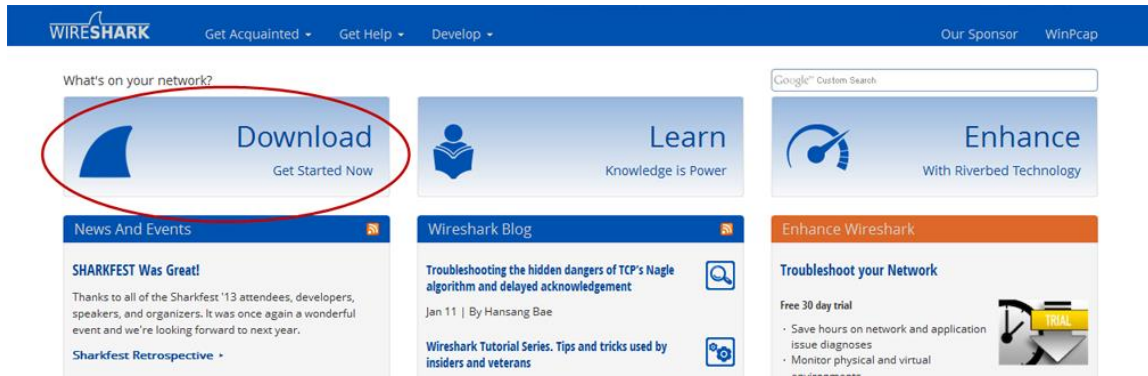 WIRESHARK
Get Acquainted
Get Help
Develop
Our Sponsor
WinPcap
What's on your network?
Google™ Custom Search
Download
Get Started Now
Learn
Knowledge is Power
Enhance
With Riverbed Technology
News And Events
SHARKFEST Was Great!
Thanks to all of the Sharkfest '13 attendees, developers,
speakers, and organizers. It was once again a wonderful
event and we're looking forward to next year.
Sharkfest Retrospective
Wireshark Blog
Troubleshooting the hidden dangers of TCP's Nagle
algorithm and delayed acknowledgement
Jan 11 | By Hansang Bae
Wireshark Tutorial Series. Tips and tricks used by
insiders and veterans
Enhance Wireshark
Troubleshoot your Network
Free 30 day trial
· Save hours on network and application
issue diagnoses
· Monitor physical and virtual
TRIAL